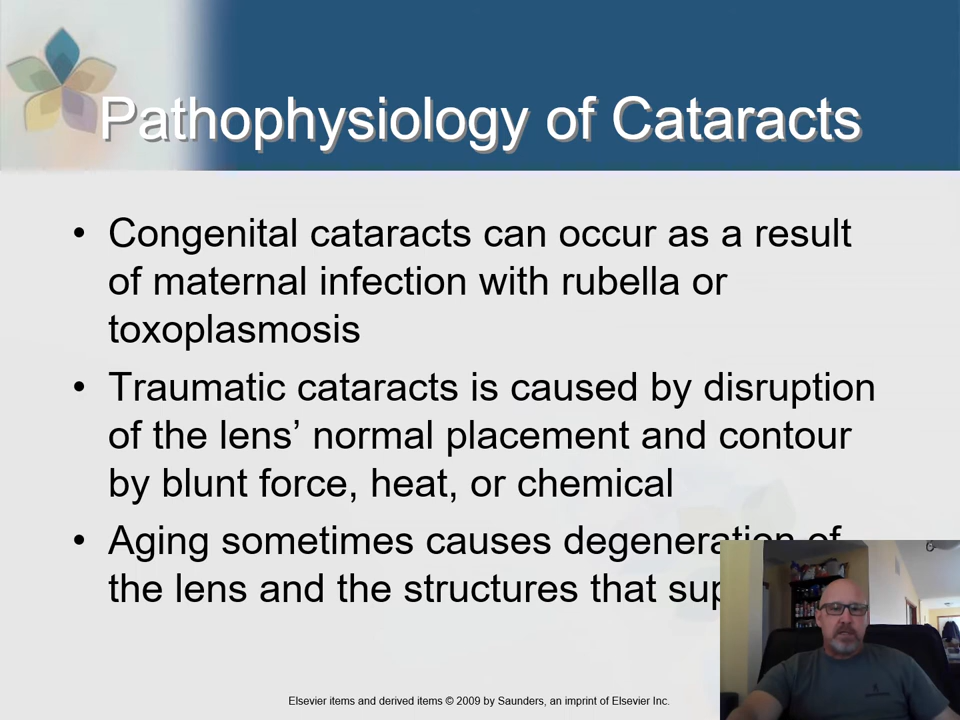 Pathophysiology of Cataracts
• Congenital cataracts can occur as a result
of maternal infection with rubella or
toxoplasmosis
• Traumatic cataracts is caused by disruption
of the lens’ normal placement and contour
by blunt force, heat, or chemical
• Aging sometimes causes degeneration of
the lens and the structures that
Elsevier items and derived items © 2009 by Saunders, an imprint of Elsevier Inc.